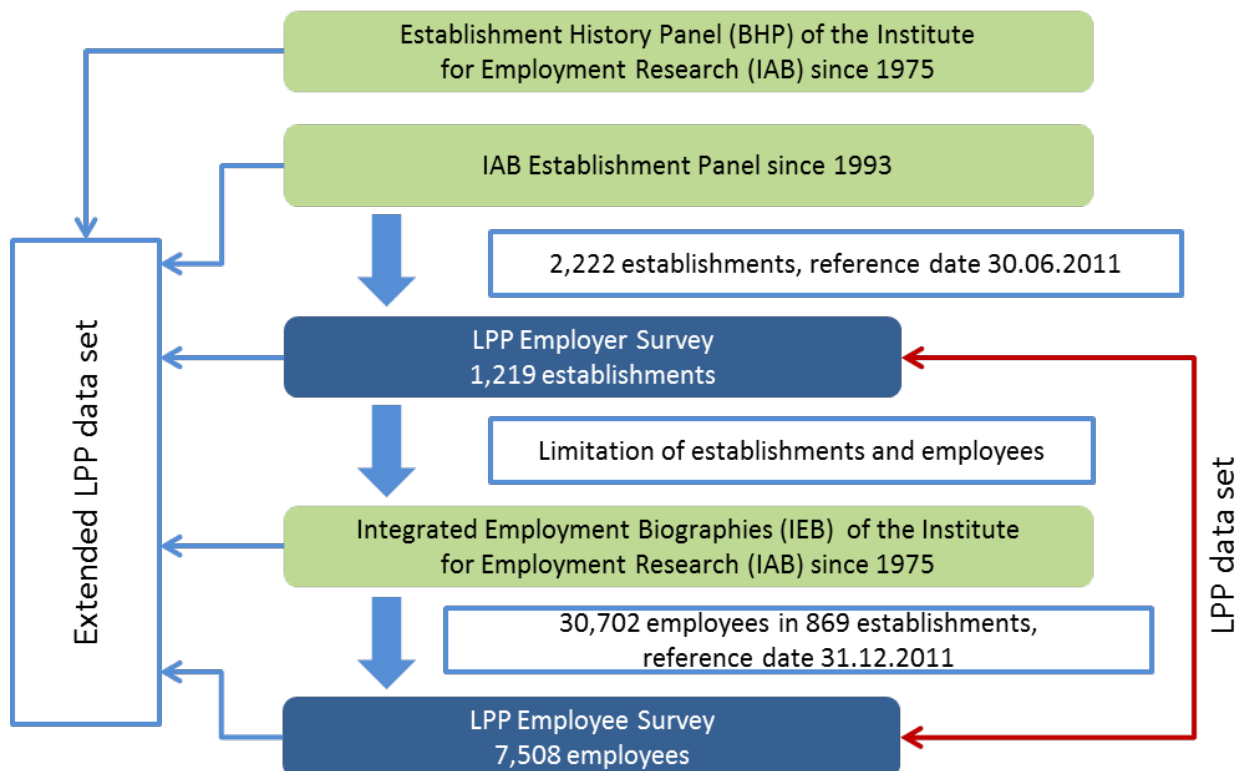 Establishment History Panel (BHP) of the Institute
for Employment Research (IAB) since 1975
IAB Establishment Panel since 1993
2,222 establishments, reference date 30.06.2011
LPP Employer Survey
1,219 establishments
Limitation of establishments and employees
Integrated Employment Biographies (IEB) of the Institute
for Employment Research (IAB) since 1975
30,702 employees in 869 establishments,
reference date 31.12.2011
LPP Employee Survey
7,508 employees
Extended LPP data set
LPP data set